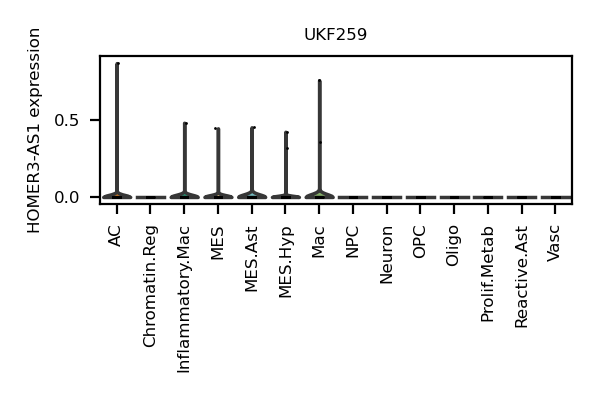 UKF259
HOMER3-AS1 expression
0.5
0.0
AC
Chromatin.Reg
Inflammatory.Mac
MES
MES.Ast
MES.Hyp
Mac
NPC
Neuron
OPC
Oligo
Prolif.Metab
Reactive.Ast
Vasc